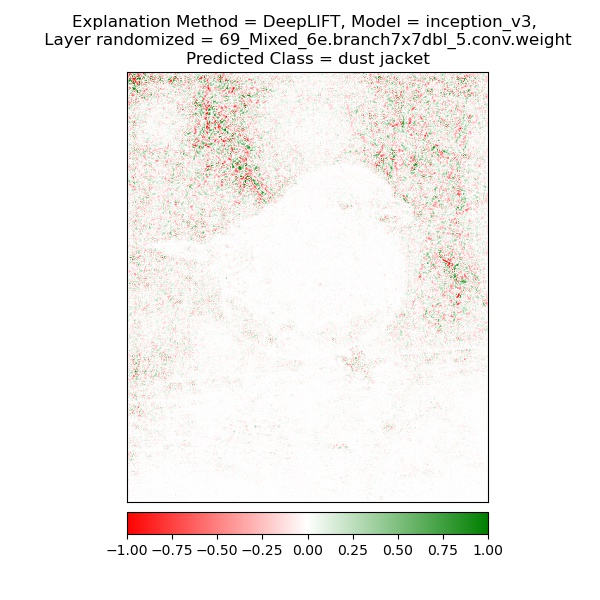 Explanation Method = DeepLIFT, Model = inception_v3,
Layer randomized = 69_Mixed_6e.branch7x7dbl_5.conv.weight
Predicted Class = dust jacket
−1.00 −0.75 −0.50 −0.25 0.00 0.25 0.50 0.75 1.00